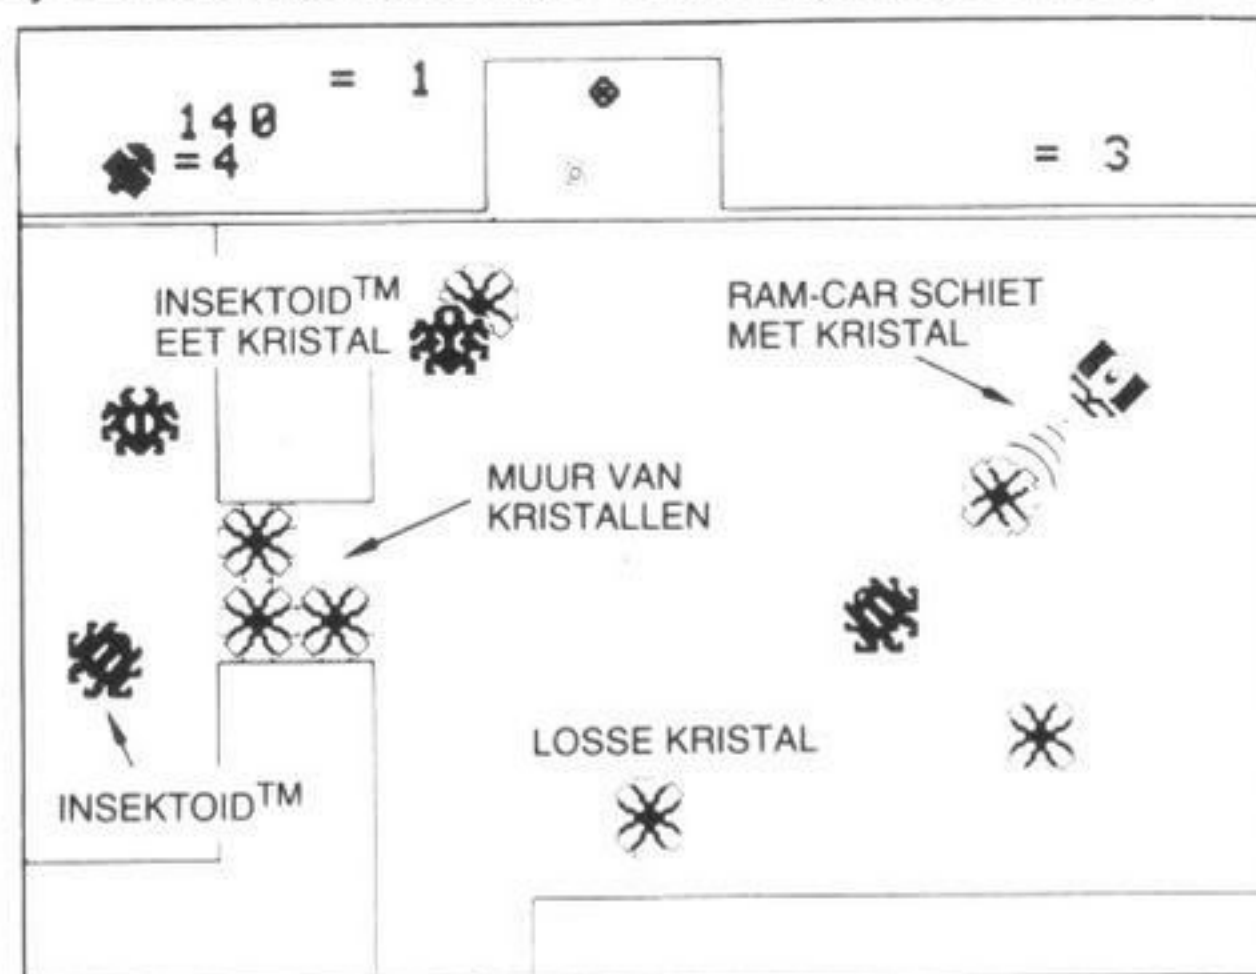 = 1
140
=4
= 3
INSEKTOID™
EET KRISTAL
RAM-CAR SCHIET
MET KRISTAL
MUUR VAN
KRISTALLEN
LOSSE KRISTAL
INSEKTOID™